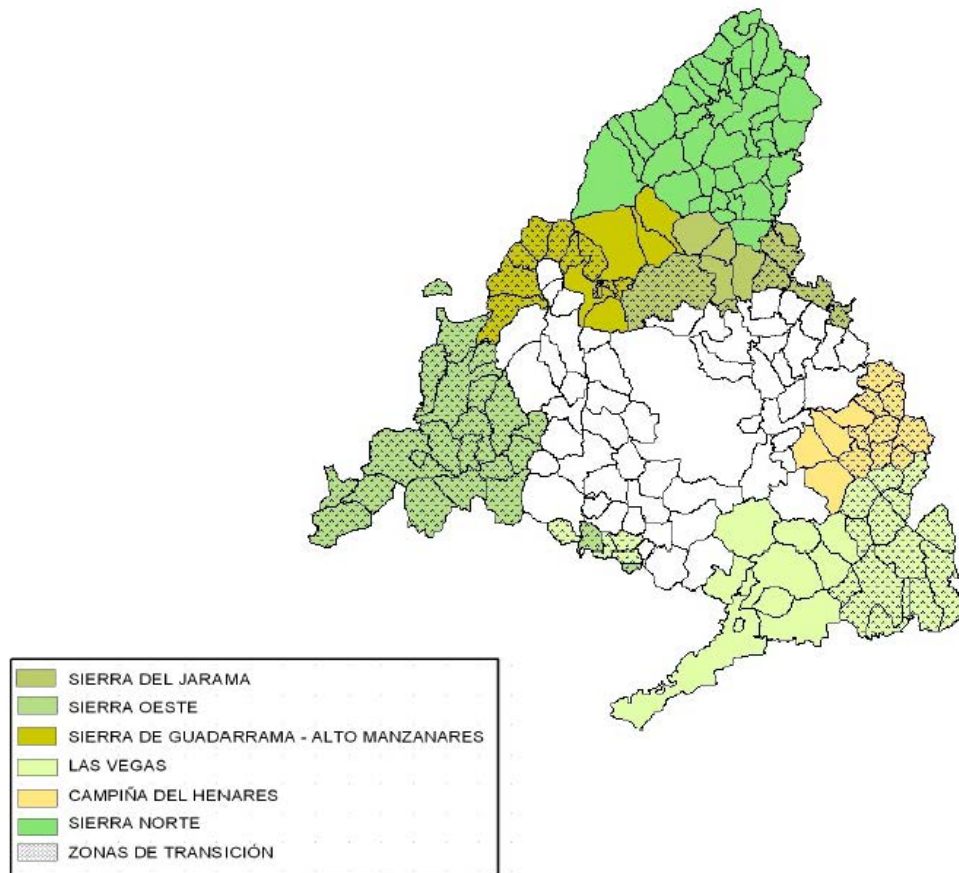 SIERRA DEL JARAMA
SIERRA OESTE
SIERRA DE GUADARRAMA - ALTO MANZANARES
LAS VEGAS
CAMPIÑA DEL HENARES
SIERRA NORTE
ZONAS DE TRANSICIÓN